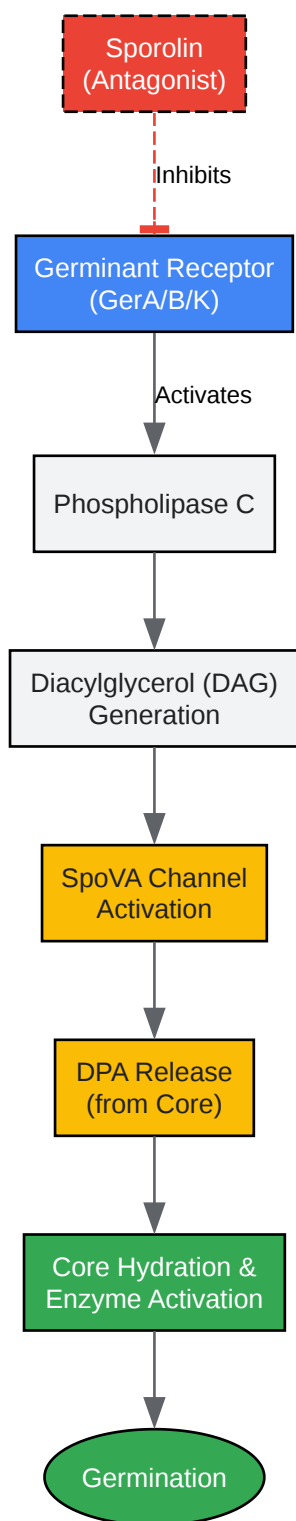 Sporolin
(Antagonist)
Inhibits
Germinant Receptor
(GerA/B/K)
Activates
Phospholipase C
Diacylglycerol (DAG)
Generation
SpoVA Channel
Activation
DPA Release
(from Core)
Core Hydration &
Enzyme Activation
Germination